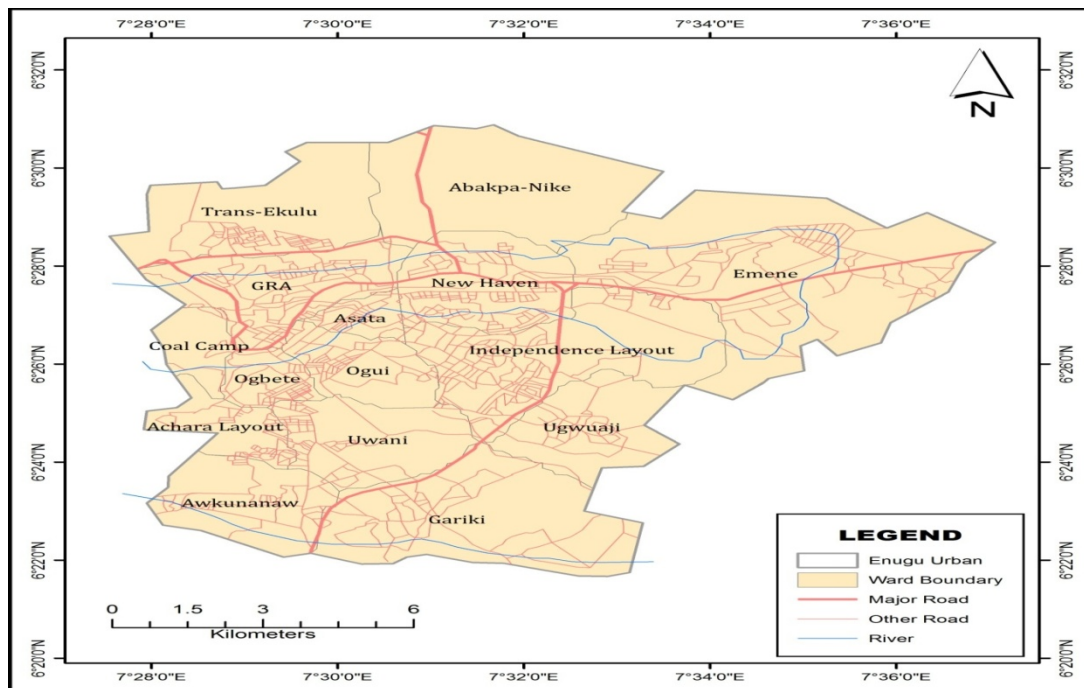 7°28'0"E 7°30'0"E 7°32'0"E 7°34'0"E 7°36'0"E
6°32'0"N 6°32'0"N
N
6°30'0"N 6°30'0"N
Abakpa-Nike
Trans-Ekulu
6°28'0"N 6°28'0"N
Emene
GRA New Haven
Asata
Coal Camp Independence Layout
6°26'0"N 6°26'0"N
Ogbete Ogui
Achara Layout Uwani Ugwuaji
6°24'0"N 6°24'0"N
Awkunanaw
Gariki
LEGEND
6°22'0"N 6°22'0"N
Enugu Urban
Ward Boundary
Major Road
Other Road
River
0 1.5 3 6
Kilometers
6°20'0"N 6°20'0"N
7°28'0"E 7°30'0"E 7°32'0"E 7°34'0"E 7°36'0"E